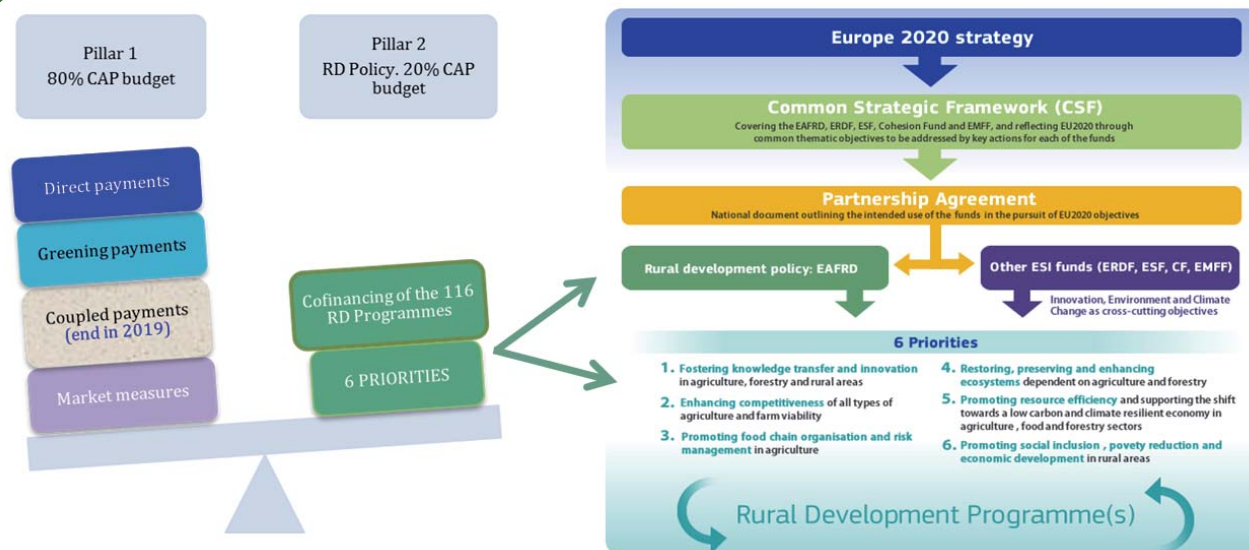 Pillar 1
80% CAP budget
Pillar 2
RD Policy. 20% CAP
budget
Direct payments
Greening payments
Coupled payments
(end in 2019)
Market measures
Cofinancing of the 116
RD Programmes
6 PRIORITIES
Europe 2020 strategy
Common Strategic Framework (CSF)
Covering the EAFRD, ERDF, ESF, Cohesion Fund and EMFF, and reflecting EU2020 through
common thematic objectives to be addressed by key actions for each of the funds
Partnership Agreement
National document outlining the intended use of the funds in the pursuit of EU2020 objectives
Rural development policy: EAFRD
Other ESI funds (ERDF, ESF, CF, EMFF)
Innovation, Environment and Climate
Change as cross-cutting objectives
6 Priorities
1. Fostering knowledge transfer and innovation
in agriculture, forestry and rural areas
2. Enhancing competitiveness of all types of
agriculture and farm viability
3. Promoting food chain organisation and risk
management in agriculture
4. Restoring, preserving and enhancing
ecosystems dependent on agriculture and forestry
5. Promoting resource efficiency and supporting the shift
towards a low carbon and climate resilient economy in
agriculture , food and forestry sectors
6. Promoting social inclusion , povety reduction and
economic development in rural areas
Rural Development Programme(s)